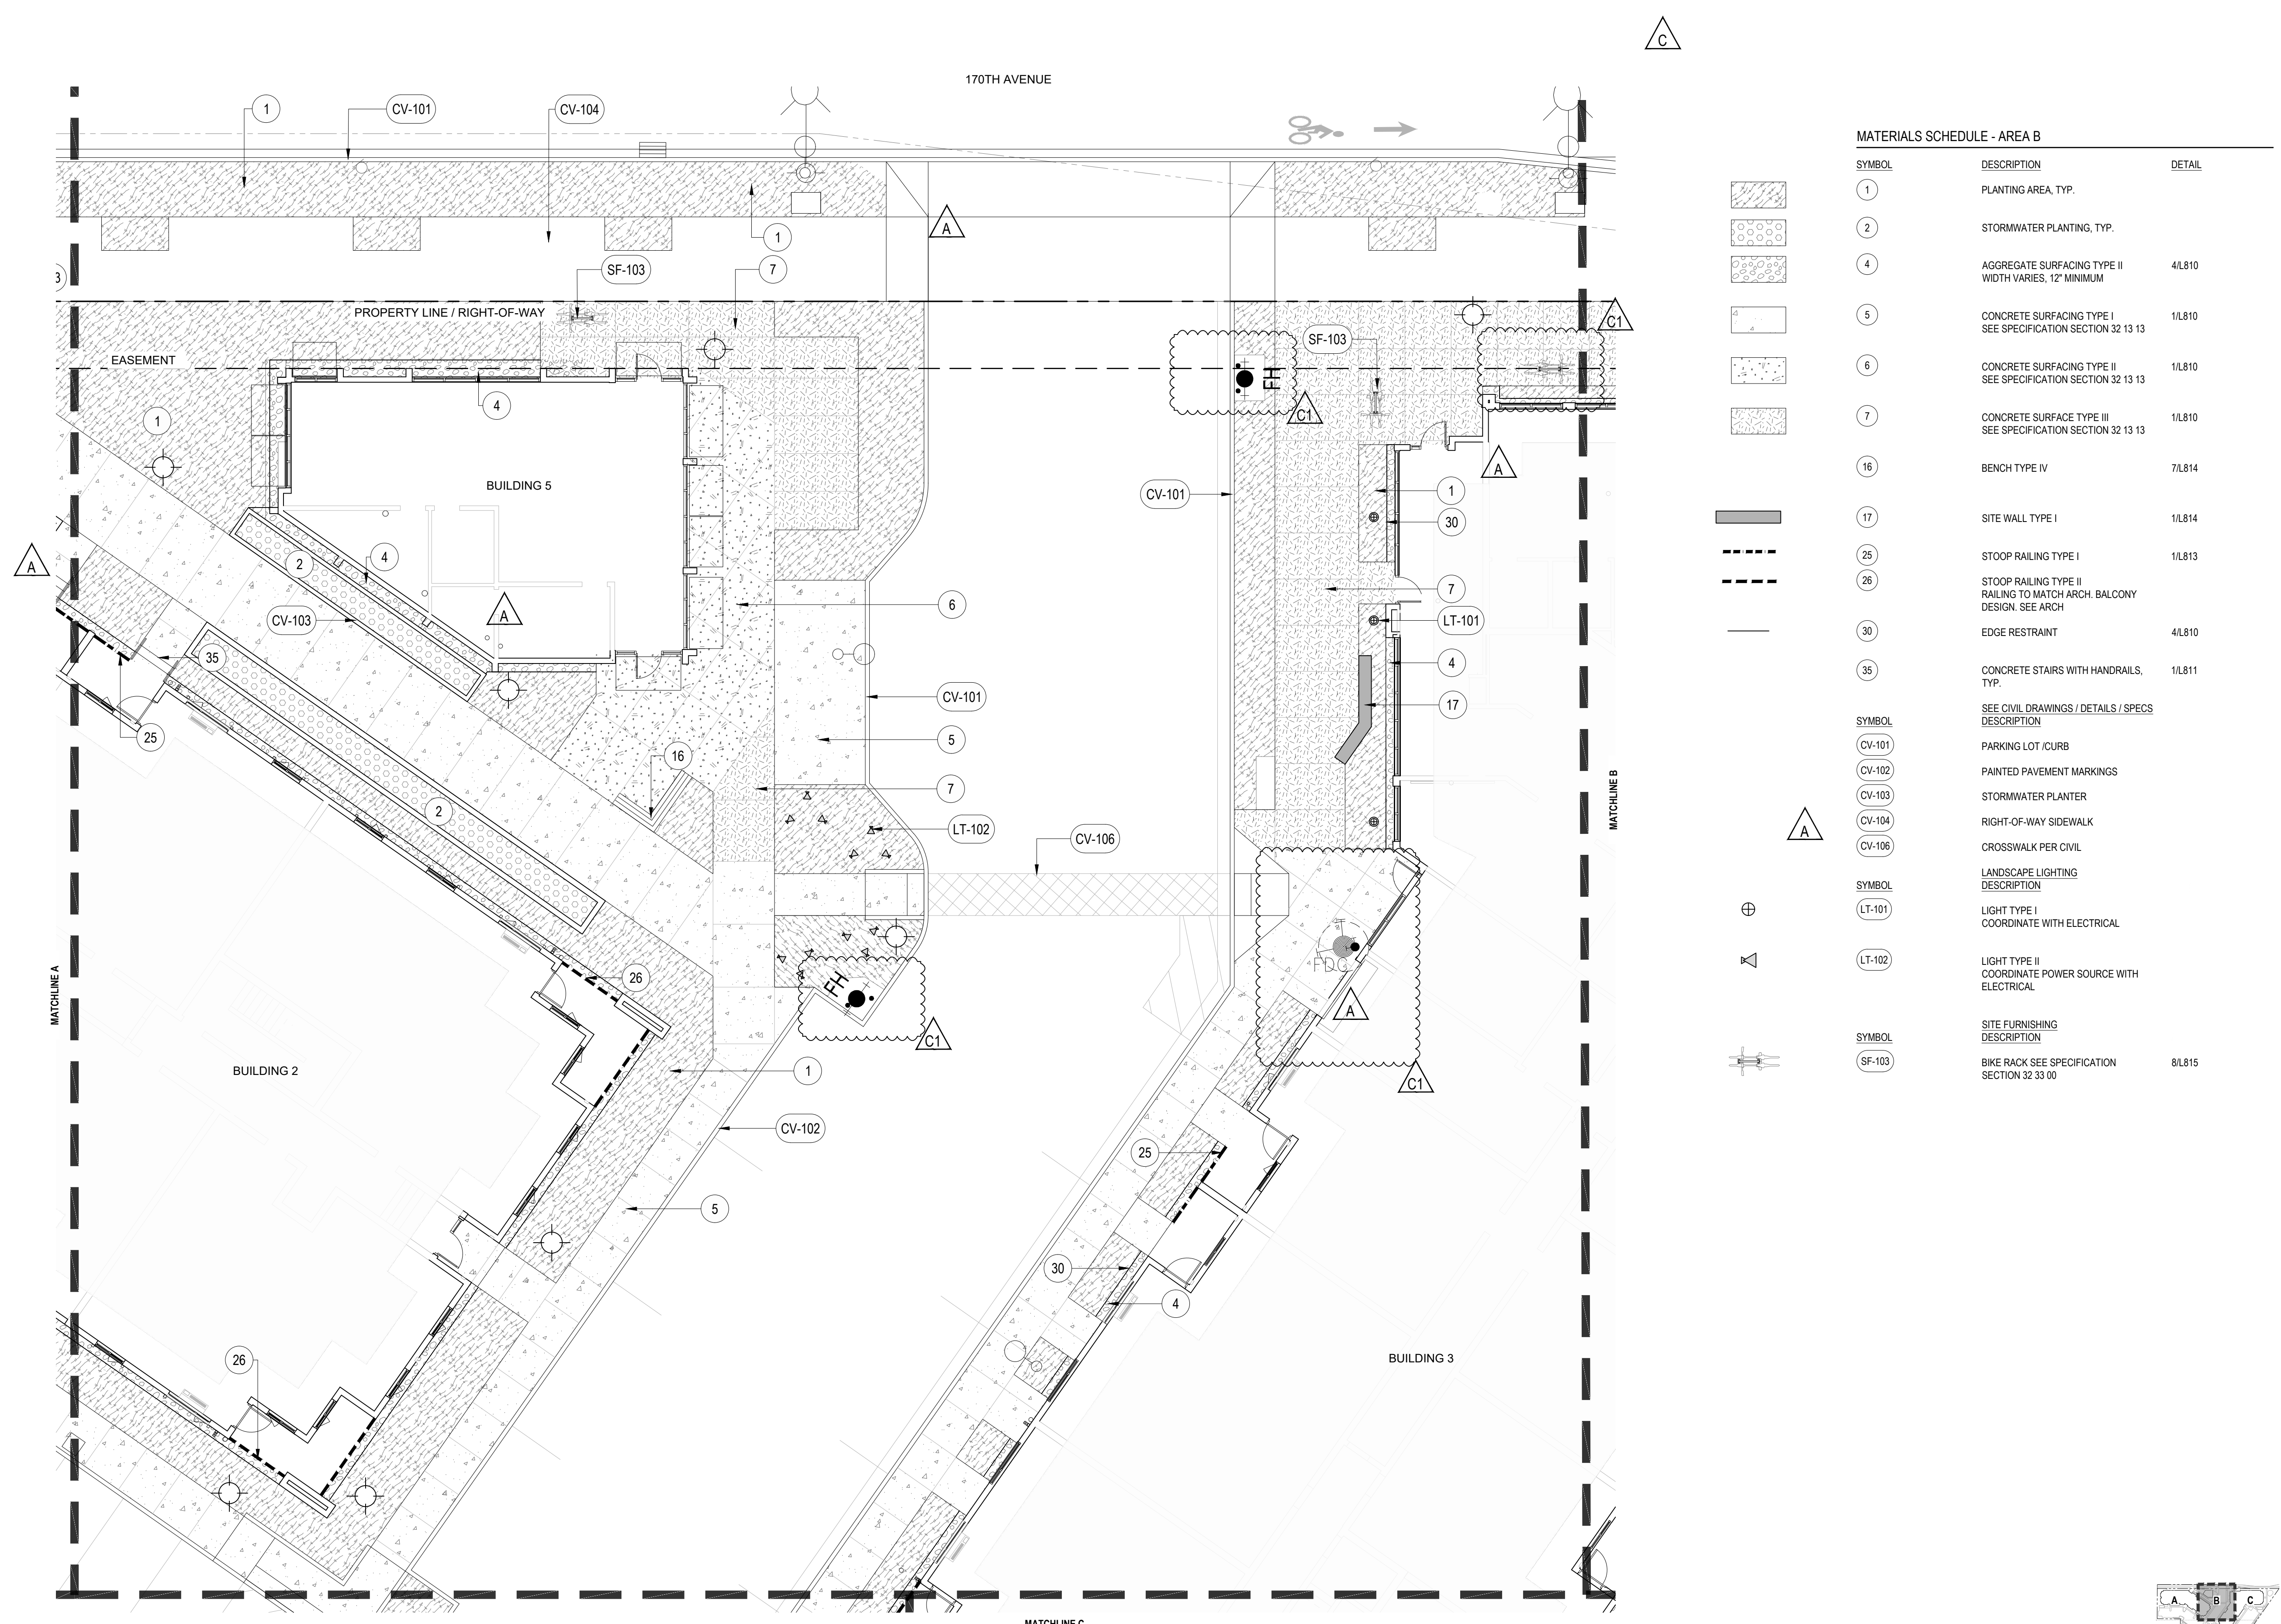 C
170TH AVENUE
1
CV-101
CV-104
A
1
SF-103
7
3
PROPERTY LINE / RIGHT-OF-WAY
EASEMENT
C1
SF-103
FH
C1
4
1
BUILDING 5
CV-101
1
30
A
A
2
4
A
CV-103
6
7
LT-101
35
4
CV-101
17
25
5
16
7
MATCHLINE B
2
LT-102
CV-106
26
FH
FDC
A
C1
C1
MATCHLINE A
BUILDING 2
1
CV-102
25
5
30
4
26
BUILDING 3
MATCHLINE C
MATERIALS SCHEDULE - AREA B
SYMBOL DESCRIPTION DETAIL
1 PLANTING AREA, TYP.
2 STORMWATER PLANTING, TYP.
4 AGGREGATE SURFACING TYPE II 4/L810
WIDTH VARIES, 12" MINIMUM
5 CONCRETE SURFACING TYPE I 1/L810
SEE SPECIFICATION SECTION 32 13 13
6 CONCRETE SURFACING TYPE II 1/L810
SEE SPECIFICATION SECTION 32 13 13
7 CONCRETE SURFACE TYPE III 1/L810
SEE SPECIFICATION SECTION 32 13 13
16 BENCH TYPE IV 7/L814
17 SITE WALL TYPE I 1/L814
25 STOOP RAILING TYPE I 1/L813
26 STOOP RAILING TYPE II
RAILING TO MATCH ARCH. BALCONY
DESIGN. SEE ARCH
30 EDGE RESTRAINT 4/L810
35 CONCRETE STAIRS WITH HANDRAILS, 1/L811
TYP.
SEE CIVIL DRAWINGS / DETAILS / SPECS
SYMBOL DESCRIPTION
CV-101 PARKING LOT /CURB
CV-102 PAINTED PAVEMENT MARKINGS
CV-103 STORMWATER PLANTER
A CV-104 RIGHT-OF-WAY SIDEWALK
CV-106 CROSSWALK PER CIVIL
LANDSCAPE LIGHTING
SYMBOL DESCRIPTION
LT-101 LIGHT TYPE I
COORDINATE WITH ELECTRICAL
LT-102 LIGHT TYPE II
COORDINATE POWER SOURCE WITH
ELECTRICAL
SITE FURNISHING
SYMBOL DESCRIPTION
SF-103 BIKE RACK SEE SPECIFICATION 8/L815
SECTION 32 33 00
A B C